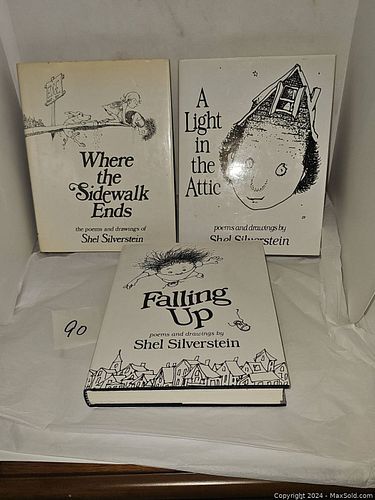 Where
the
Sidewalk
Ends
the poems and drawings of
Shel Silverstein
A
Light
in the
Attic
poems and drawings by
Shel Silverstein
Falling
Up
poems and drawings by
Shel Silverstein
90
Copyright © 2024 - MaxSold.com